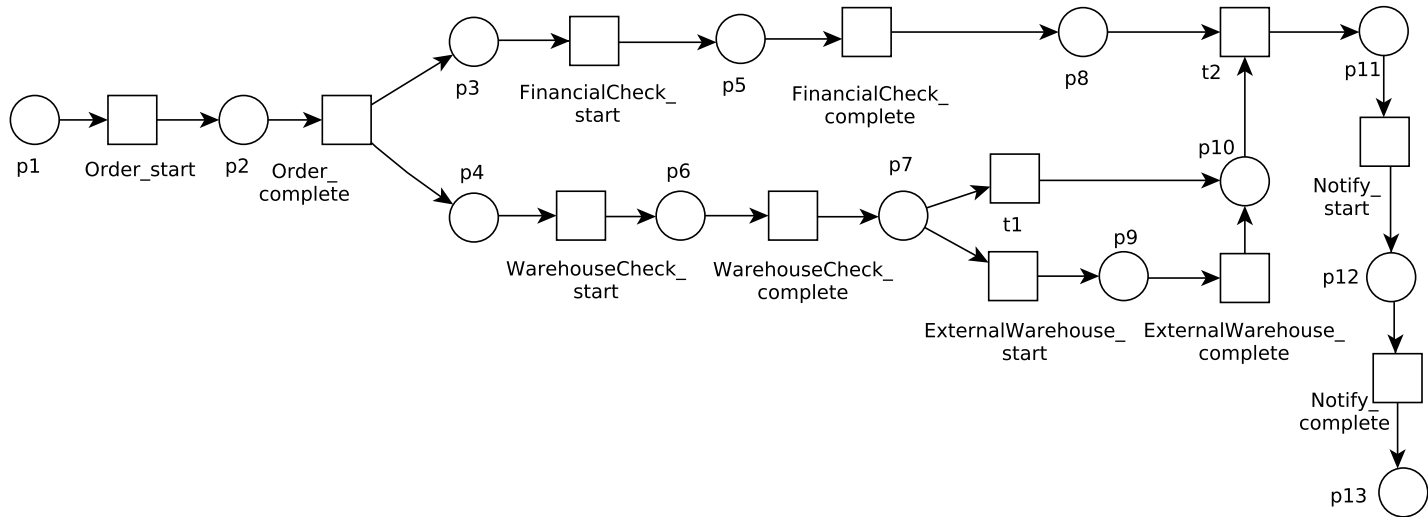 p3
FinancialCheck_
start
p5
FinancialCheck_
complete
p8
t2
p11
p1
Order_start
p2
Order_
complete
p4
p6
p7
p10
Notify_
start
t1
WarehouseCheck_
start
WarehouseCheck_
complete
p9
p12
ExternalWarehouse_
start
ExternalWarehouse_
complete
Notify_
complete
p13